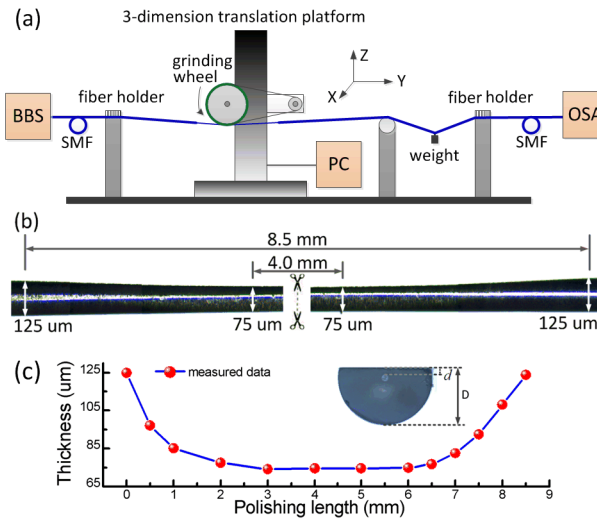 (a)
3-dimension translation platform
grinding
wheel
Z
Y
X
fiber holder
fiber holder
BBS
OSA
SMF
SMF
weight
PC
(b)
8.5 mm
4.0 mm
125 um
75 um
75 um
125 um
(c)
measured data
d
D
Thickness (um)
125
105
85
65
0 1 2 3 4 5 6 7 8 9
Polishing length (mm)